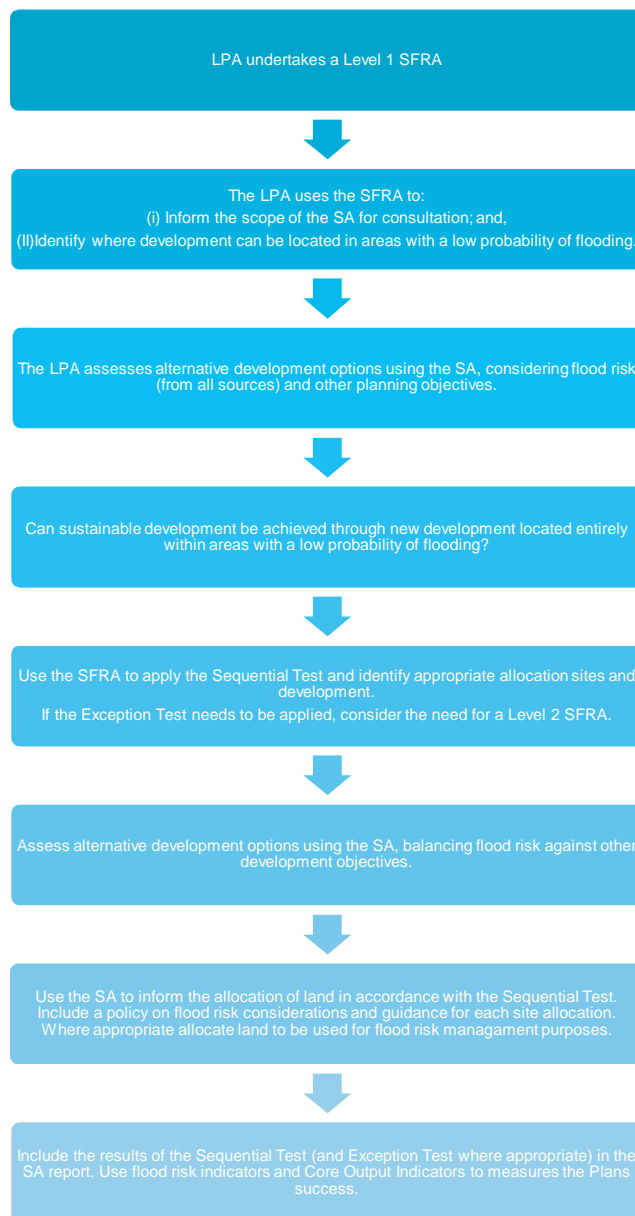 LPA undertakes a Level 1 SFRA
The LPA uses the SFRA to:
(i) Inform the scope of the SA for consultation; and,
(II)Identify where development can be located in areas with a low probability of flooding.
The LPA assesses alternative development options using the SA, considering flood risk
(from all sources) and other planning objectives.
Can sustainable development be achieved through new development located entirely
within areas with a low probability of flooding?
Use the SFRA to apply the Sequential Test and identify appropriate allocation sites and
development.
If the Exception Test needs to be applied, consider the need for a Level 2 SFRA.
Assess alternative development options using the SA, balancing flood risk against other
development objectives.
Use the SA to inform the allocation of land in accordance with the Sequential Test.
Include a policy on flood risk considerations and guidance for each site allocation.
Where appropriate allocate land to be used for flood risk managament purposes.
Include the results of the Sequential Test (and Exception Test where appropriate) in the
SA report. Use flood risk indicators and Core Output Indicators to measures the Plans
success.